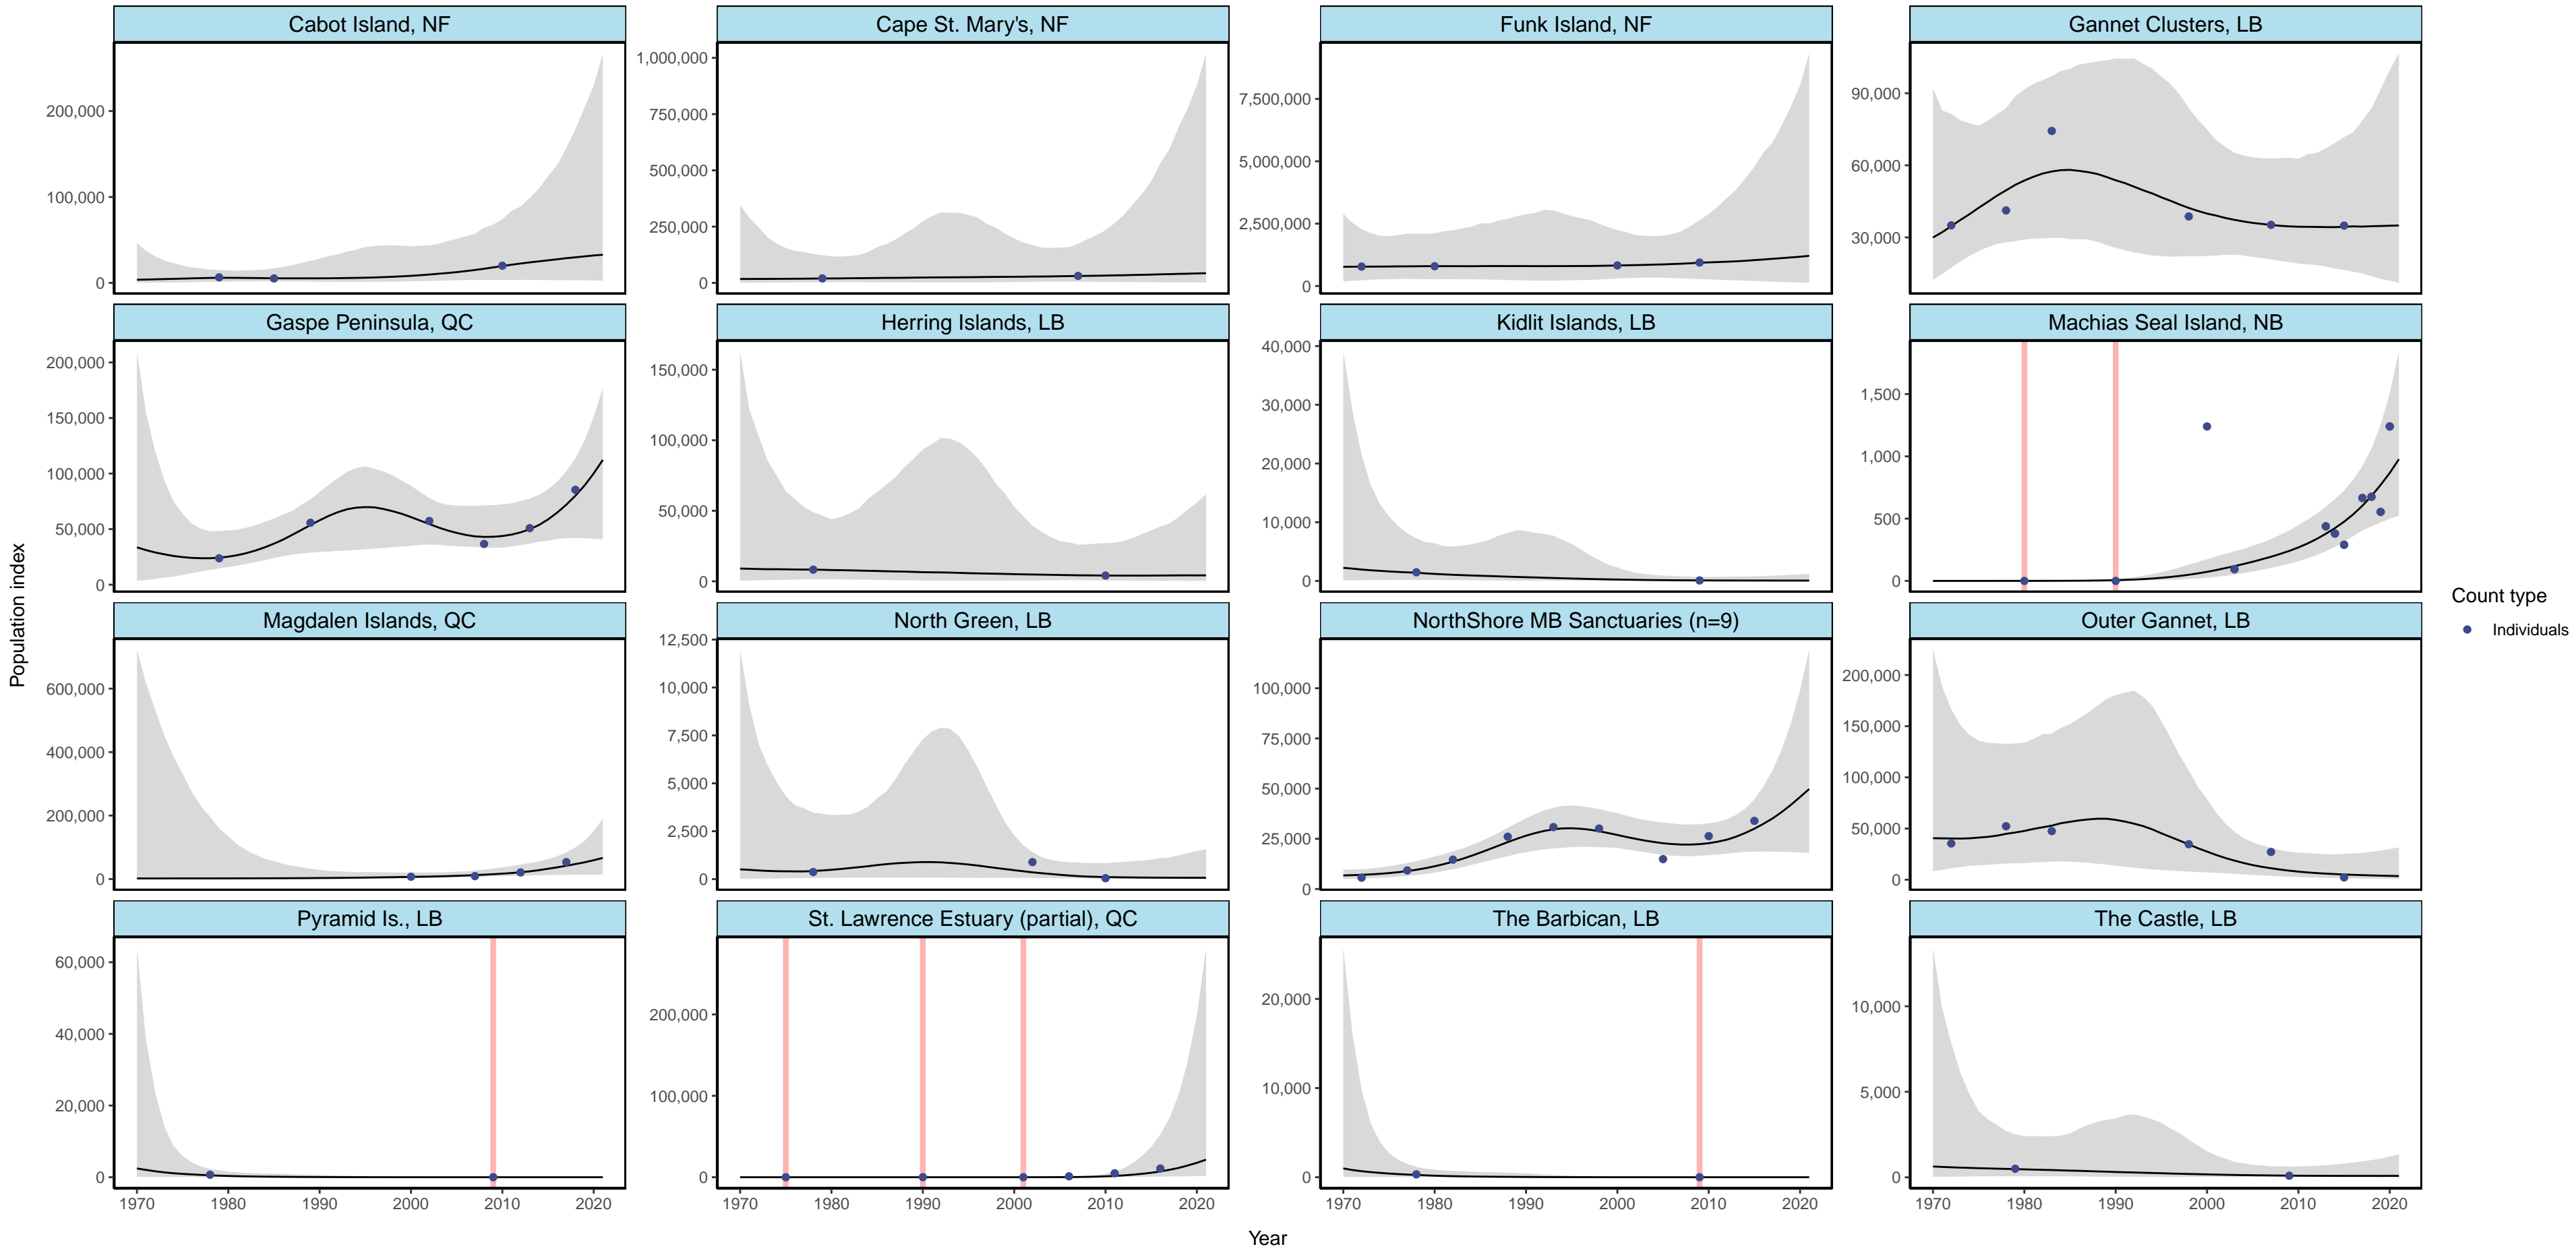 Cabot Island, NF
Cape St. Mary's, NF
Funk Island, NF
Gannet Clusters, LB
200,000
100,000
0
1,000,000
750,000
500,000
250,000
0
7,500,000
5,000,000
2,500,000
0
90,000
60,000
30,000
Gaspe Peninsula, QC
Herring Islands, LB
Kidlit Islands, LB
Machias Seal Island, NB
200,000
150,000
100,000
50,000
0
150,000
100,000
50,000
0
40,000
30,000
20,000
10,000
0
1,500
1,000
500
0
Magdalen Islands, QC
North Green, LB
NorthShore MB Sanctuaries (n=9)
Outer Gannet, LB
600,000
400,000
200,000
0
12,500
10,000
7,500
5,000
2,500
0
100,000
75,000
50,000
25,000
0
200,000
150,000
100,000
50,000
0
Pyramid Is., LB
St. Lawrence Estuary (partial), QC
The Barbican, LB
The Castle, LB
60,000
40,000
20,000
0
200,000
100,000
0
20,000
10,000
0
10,000
5,000
0
1970 1980 1990 2000 2010 2020
1970 1980 1990 2000 2010 2020
1970 1980 1990 2000 2010 2020
1970 1980 1990 2000 2010 2020
Year
Population index
Count type
Individuals